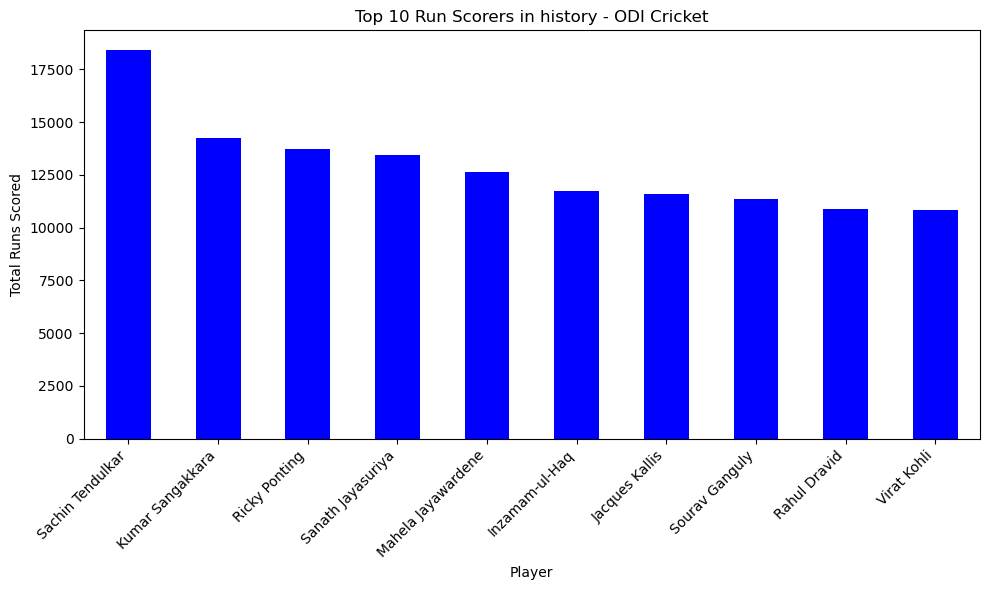 Top 10 Run Scorers in history - ODI Cricket
Total Runs Scored
17500
15000
12500
10000
7500
5000
2500
0
Sachin Tendulkar
Kumar Sangakkara
Ricky Ponting
Sanath Jayasuriya
Mahela Jayawardene
Inzamam-ul-Haq
Jacques Kallis
Sourav Ganguly
Rahul Dravid
Virat Kohli
Player